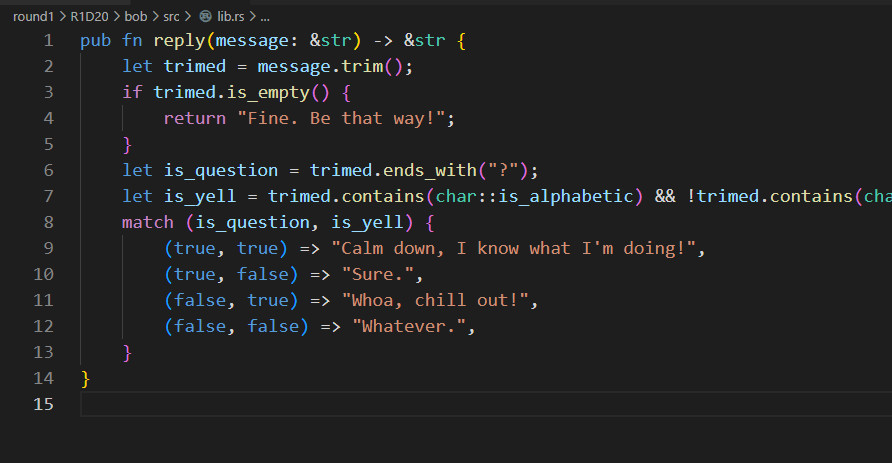 round1 > R1D20 > bob > src > lib.rs > ...
1 pub fn reply(message: &str) -> &str {
2     let trimed = message.trim();
3     if trimed.is_empty() {
4         return "Fine. Be that way!";
5     }
6     let is_question = trimed.ends_with("?");
7     let is_yell = trimed.contains(char::is_alphabetic) && !trimed.contains(cha
8     match (is_question, is_yell) {
9         (true, true) => "Calm down, I know what I'm doing!",
10         (true, false) => "Sure.",
11         (false, true) => "Whoa, chill out!",
12         (false, false) => "Whatever.",
13     }
14 }
15